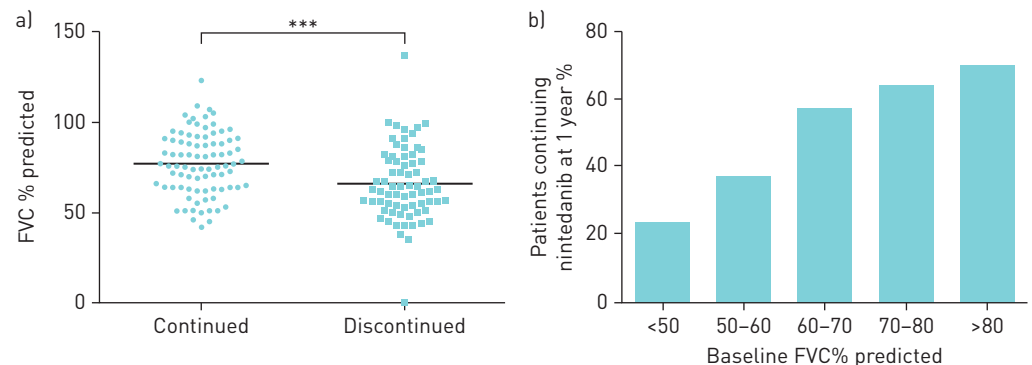 a)
***
150
100
50
0
FVC % predicted
Continued
Discontinued
b)
80
60
40
20
0
Patients continuing
nintedanib at 1 year %
<50
50–60
60–70
70–80
>80
Baseline FVC% predicted